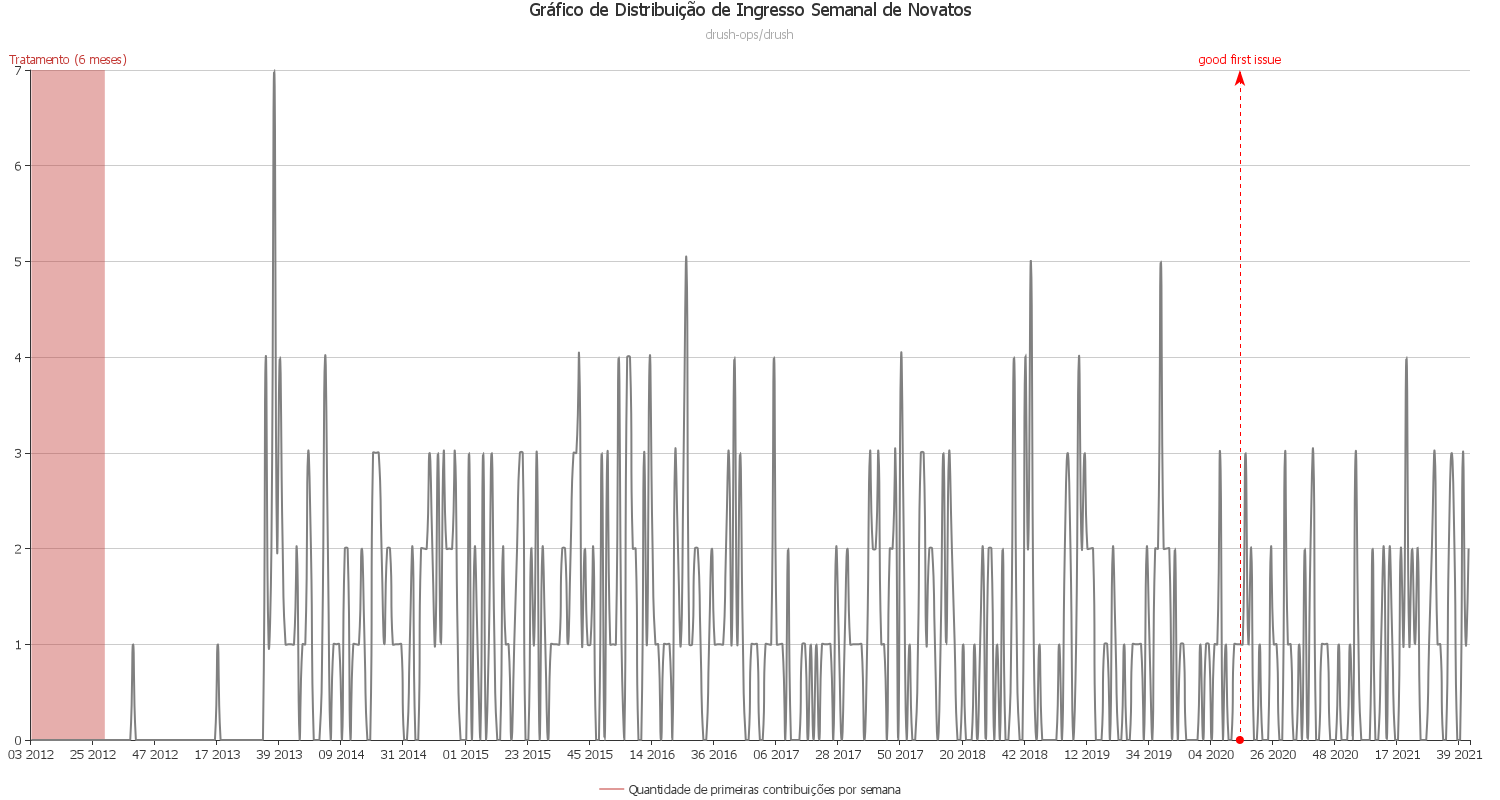 Gráfico de Distribuição de Ingresso Semanal de Novatos
drush-ops/drush
Tratamento (6 meses)
good first issue
7
6
5
4
3
2
1
0
03 2012 25 2012 47 2012 17 2013 39 2013 09 2014 31 2014 01 2015 23 2015 45 2015 14 2016 36 2016 06 2017 28 2017 50 2017 20 2018 42 2018 12 2019 34 2019 04 2020 26 2020 48 2020 17 2021 39 2021
Quantidade de primeiras contribuições por semana